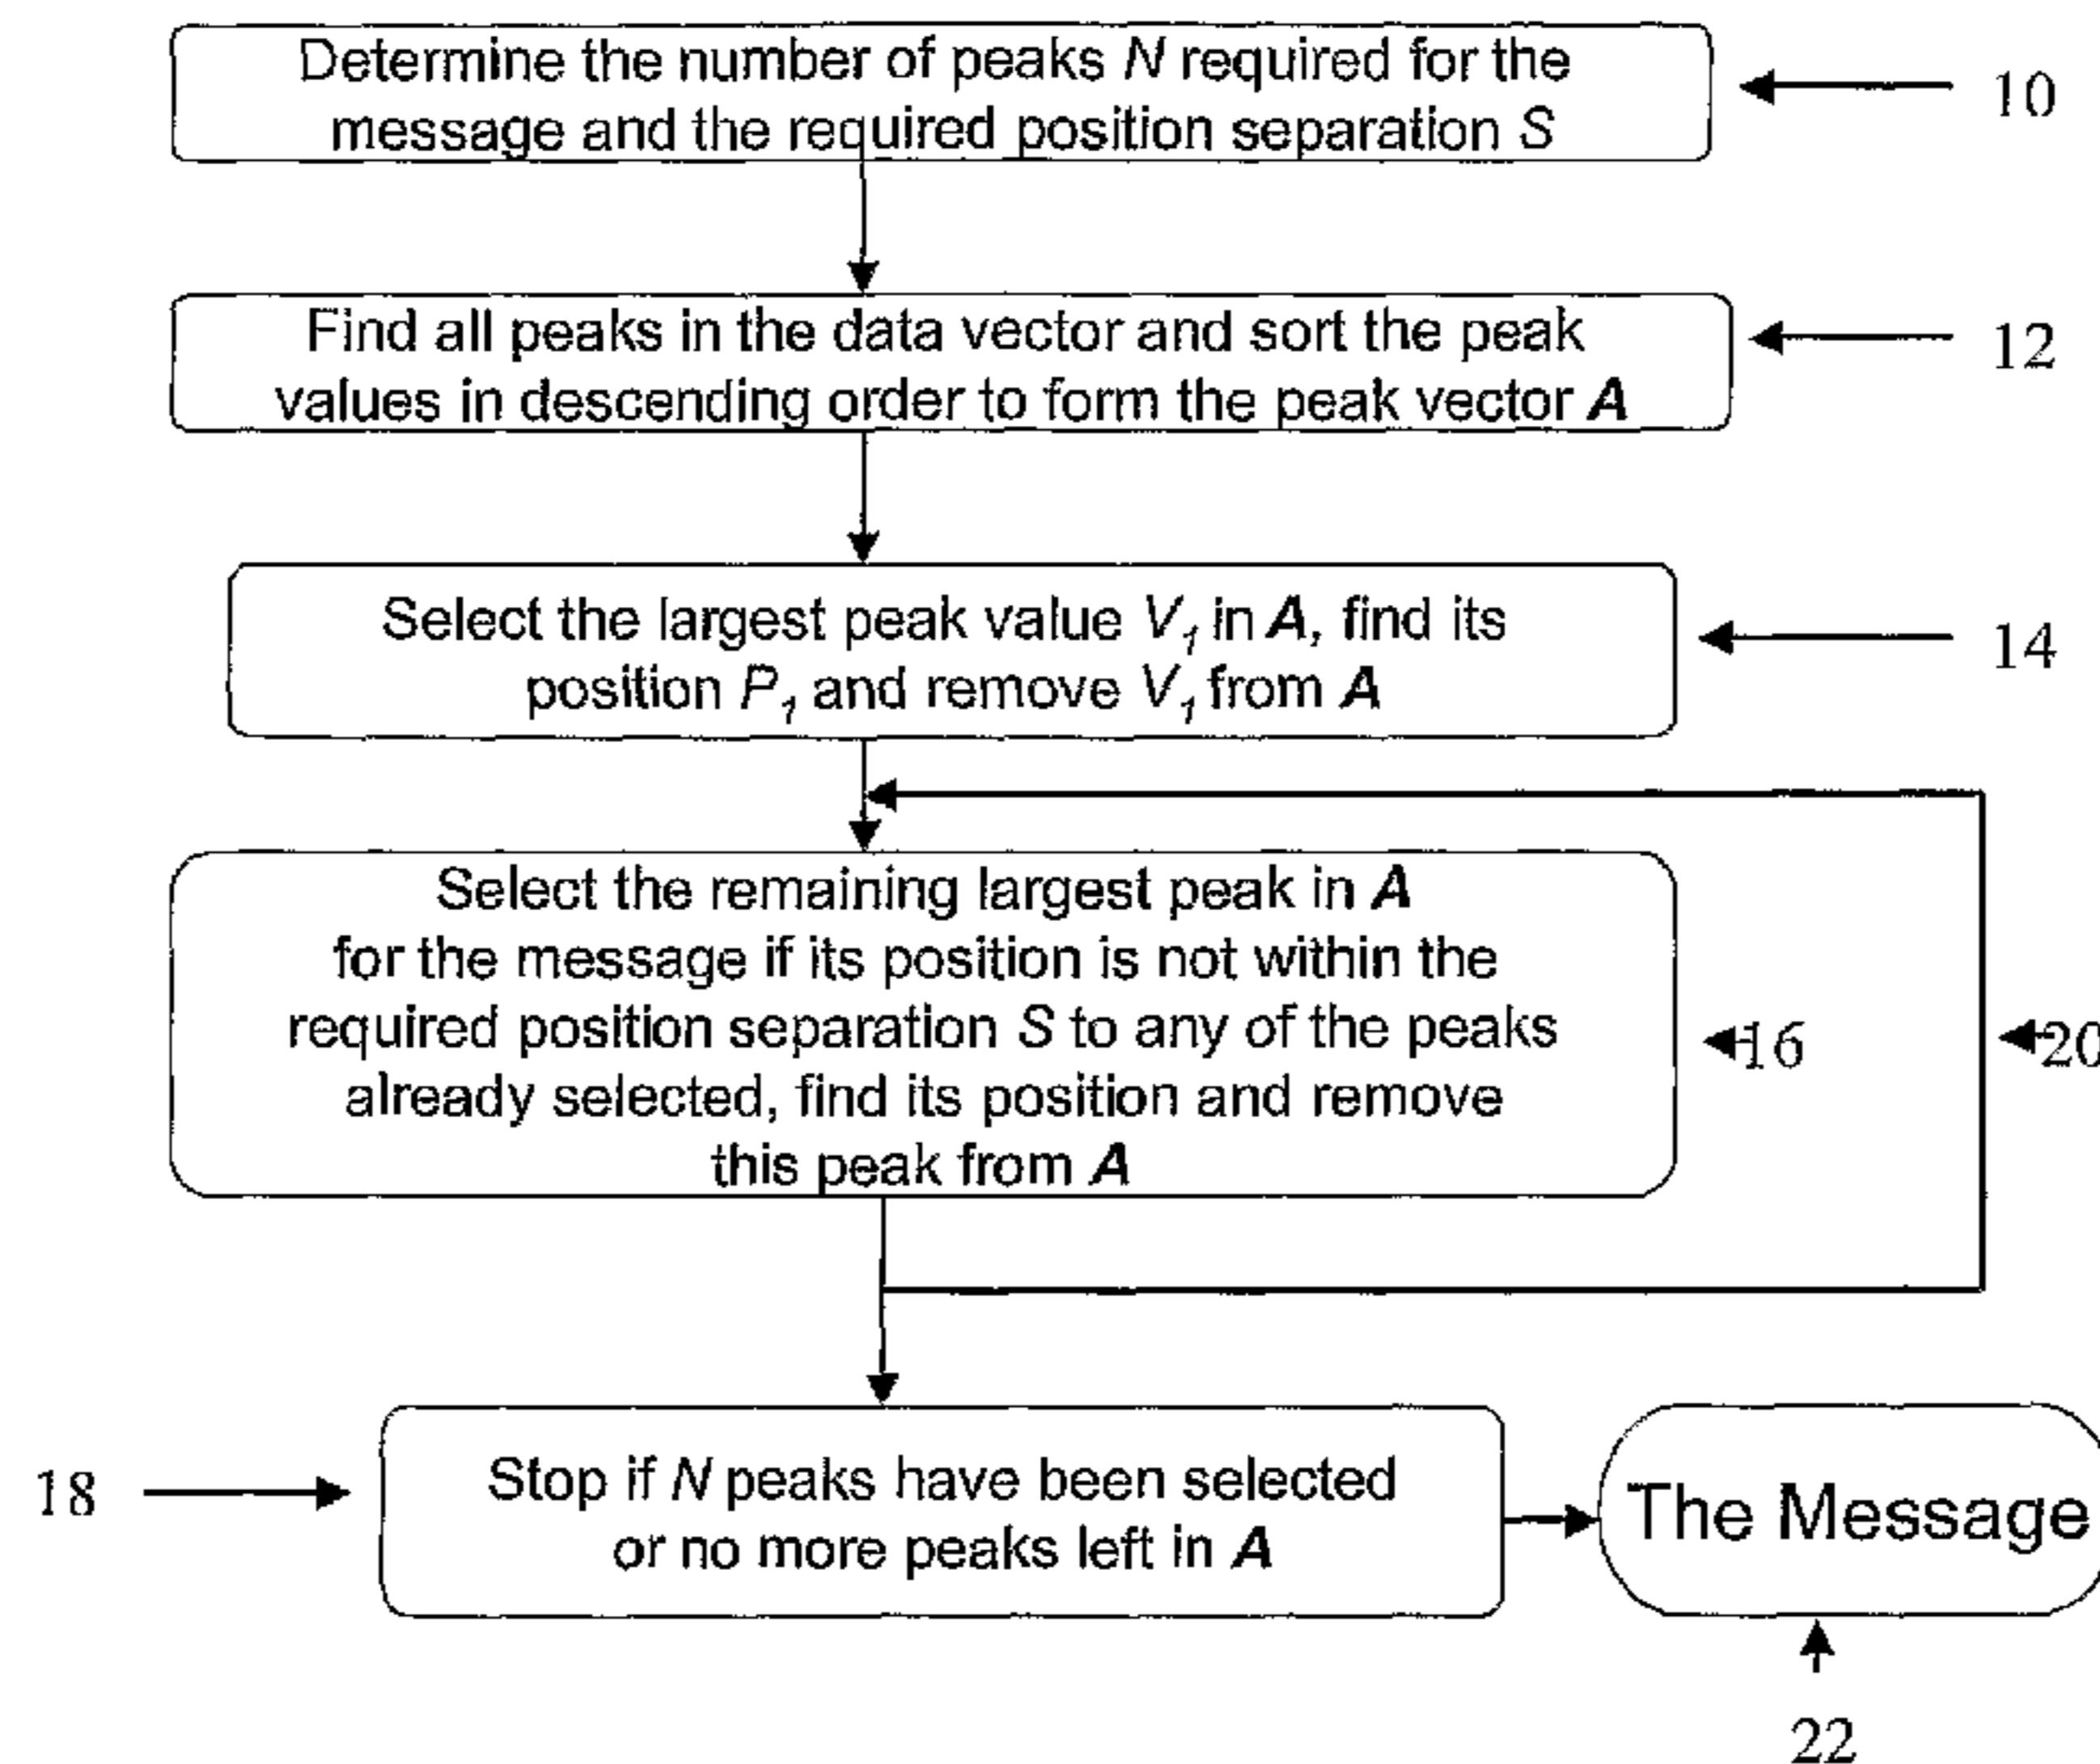 Determine the number of peaks N required for the
message and the required position separation S
10
Find all peaks in the data vector and sort the peak
values in descending order to form the peak vector A
12
Select the largest peak value V1 in A, find its
position P1 and remove V1 from A
14
Select the remaining largest peak in A
for the message if its position is not within the
required position separation S to any of the peaks
already selected, find its position and remove
this peak from A
16
20
18
Stop if N peaks have been selected
or no more peaks left in A
The Message
22